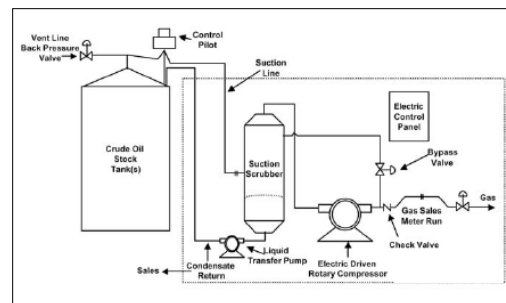 Vent Line
Back Pressure
Valve
Control
Pilot
Suction
Line
Electric
Control
Panel
Crude Oil
Stock
Tank(s)
Suction
Scrubber
Bypass
Valve
Gas
Gas Sales
Meter Run
Check Valve
Liquid
Transfer Pump
Electric Driven
Rotary Compressor
Sales
Condensate
Return